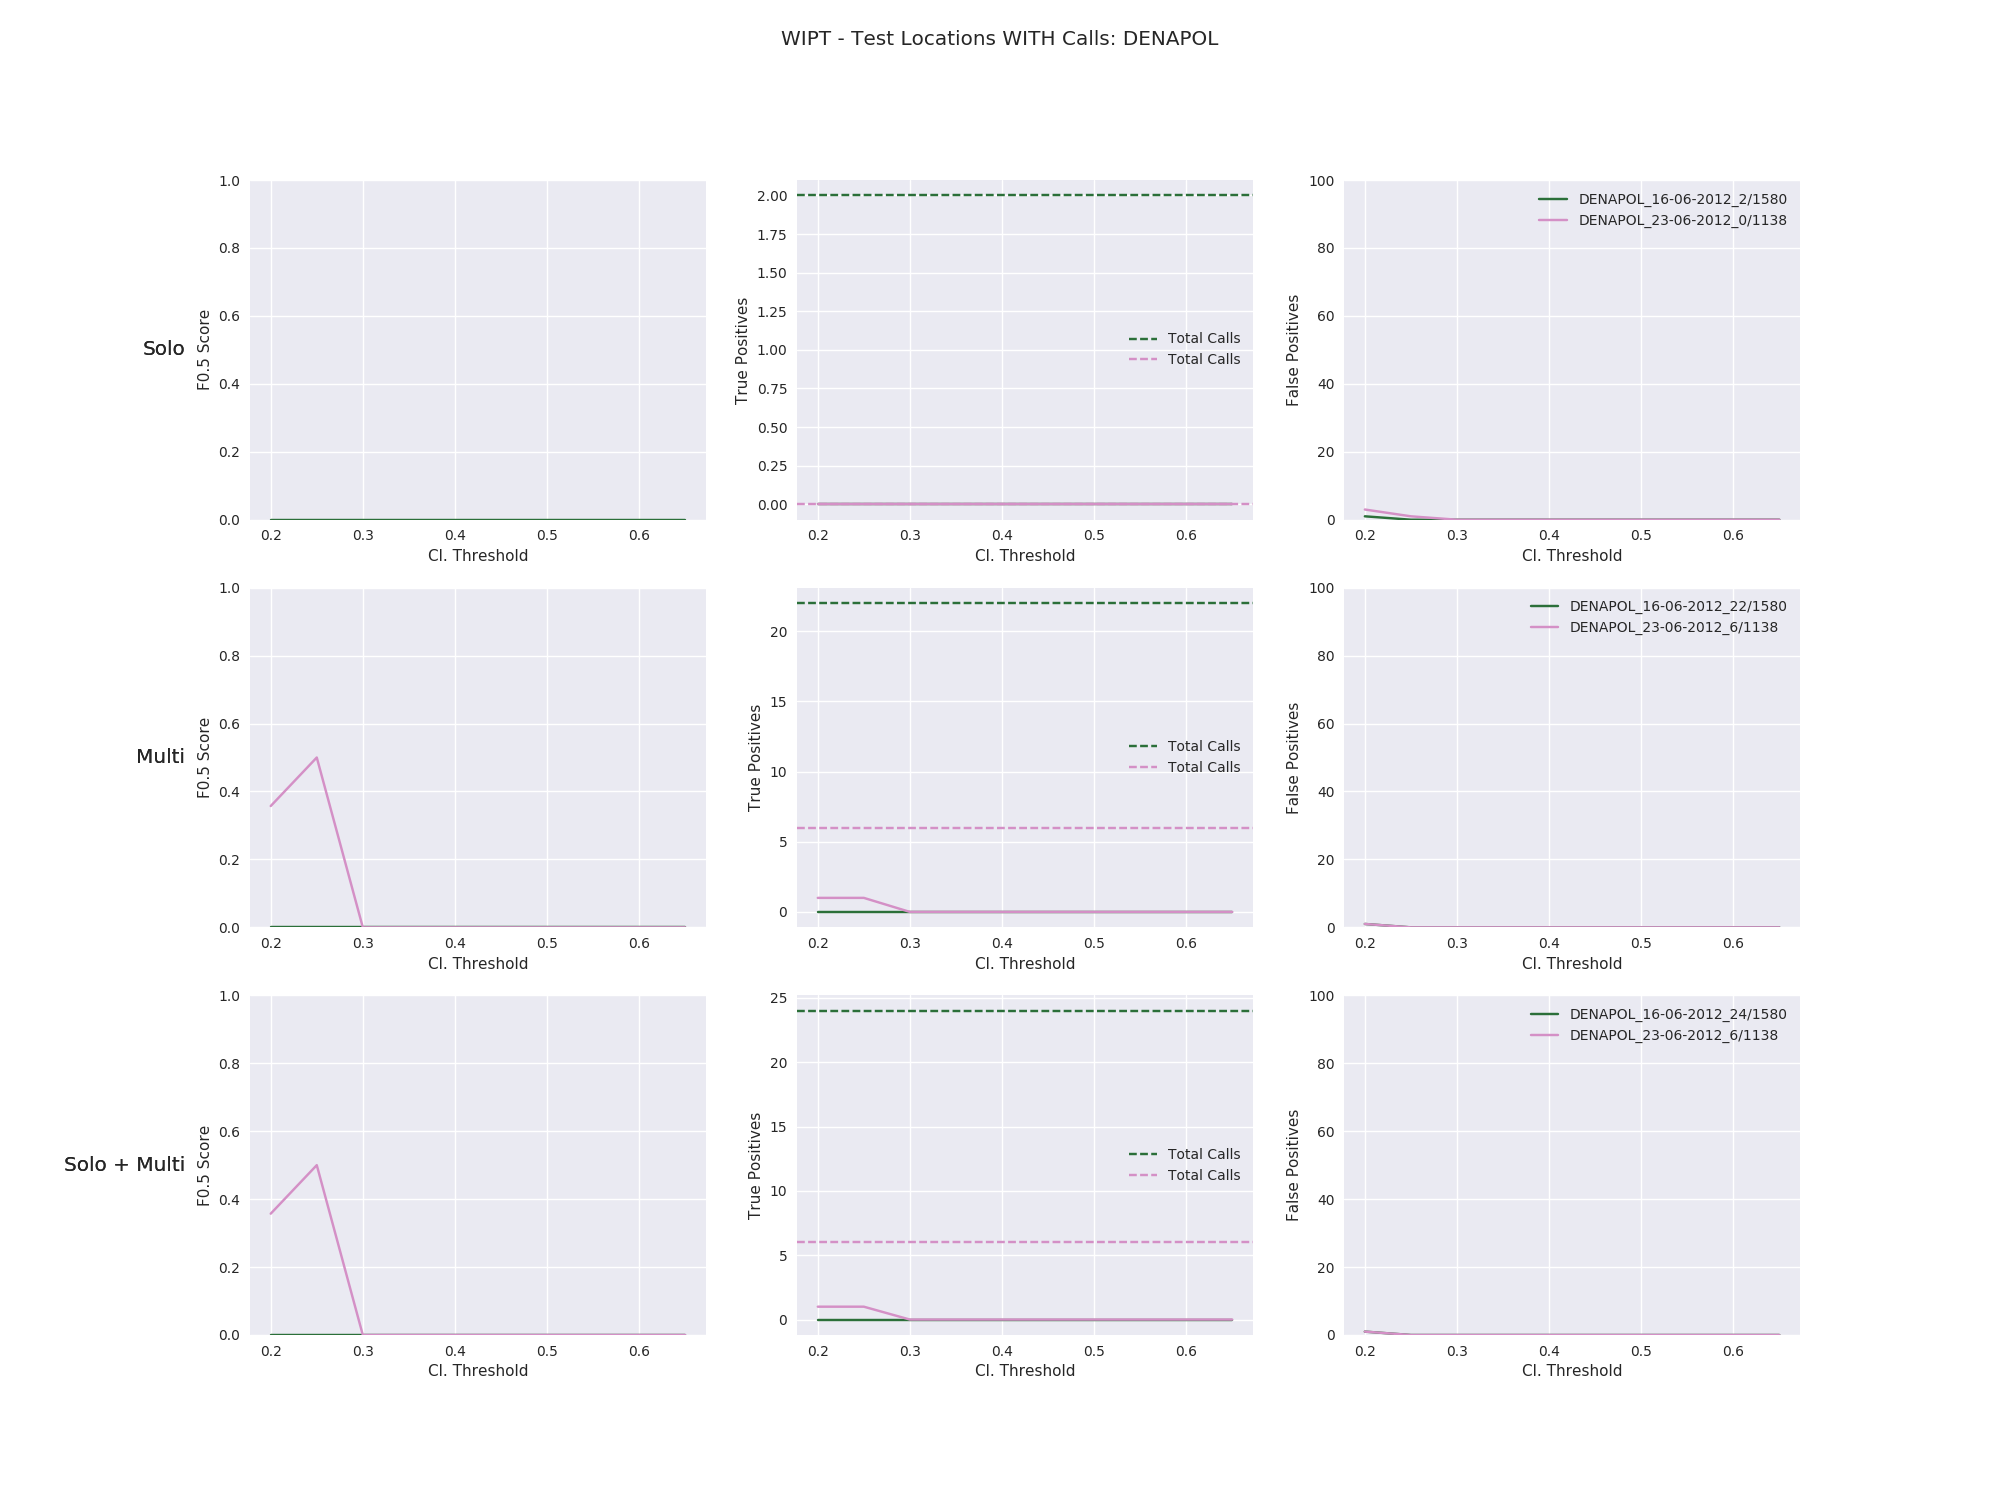 WIPT - Test Locations WITH Calls: DENAPOL
Solo
F0.5 Score
1.0
0.8
0.6
0.4
0.2
0.0
0.2 0.3 0.4 0.5 0.6
Cl. Threshold
True Positives
2.00
1.75
1.50
1.25
1.00
0.75
0.50
0.25
0.00
Total Calls
Total Calls
0.2 0.3 0.4 0.5 0.6
Cl. Threshold
False Positives
100
80
60
40
20
0
DENAPOL_16-06-2012_2/1580
DENAPOL_23-06-2012_0/1138
0.2 0.3 0.4 0.5 0.6
Cl. Threshold
Multi
F0.5 Score
1.0
0.8
0.6
0.4
0.2
0.0
0.2 0.3 0.4 0.5 0.6
Cl. Threshold
True Positives
20
15
10
5
0
Total Calls
Total Calls
0.2 0.3 0.4 0.5 0.6
Cl. Threshold
False Positives
100
80
60
40
20
0
DENAPOL_16-06-2012_22/1580
DENAPOL_23-06-2012_6/1138
0.2 0.3 0.4 0.5 0.6
Cl. Threshold
Solo + Multi
F0.5 Score
1.0
0.8
0.6
0.4
0.2
0.0
0.2 0.3 0.4 0.5 0.6
Cl. Threshold
True Positives
25
20
15
10
5
0
Total Calls
Total Calls
0.2 0.3 0.4 0.5 0.6
Cl. Threshold
False Positives
100
80
60
40
20
0
DENAPOL_16-06-2012_24/1580
DENAPOL_23-06-2012_6/1138
0.2 0.3 0.4 0.5 0.6
Cl. Threshold